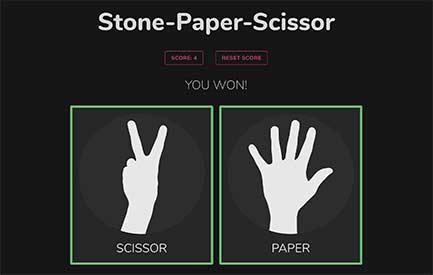 Stone-Paper-Scissor
SCORE: 4 RESET SCORE
YOU WON!
SCISSOR PAPER